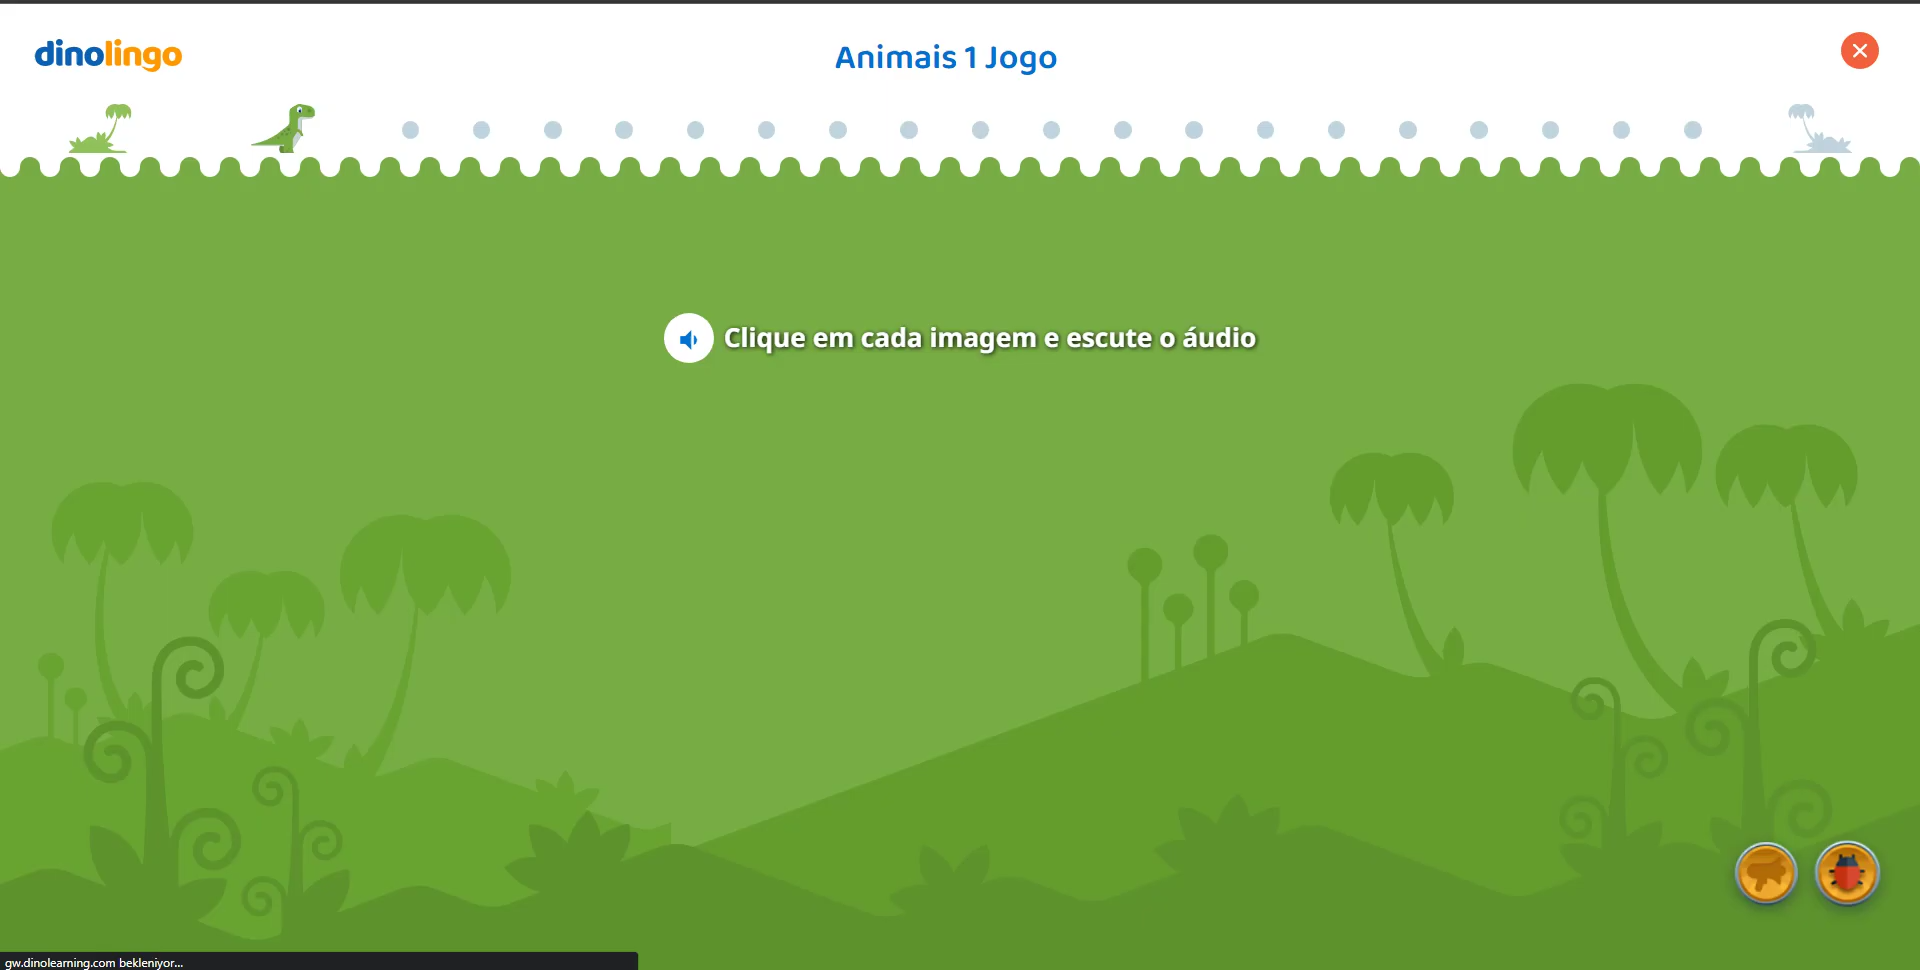 dinolingo
Animais 1 Jogo
Clique em cada imagem e escute o áudio
gw.dinolearning.com bekleniyor...